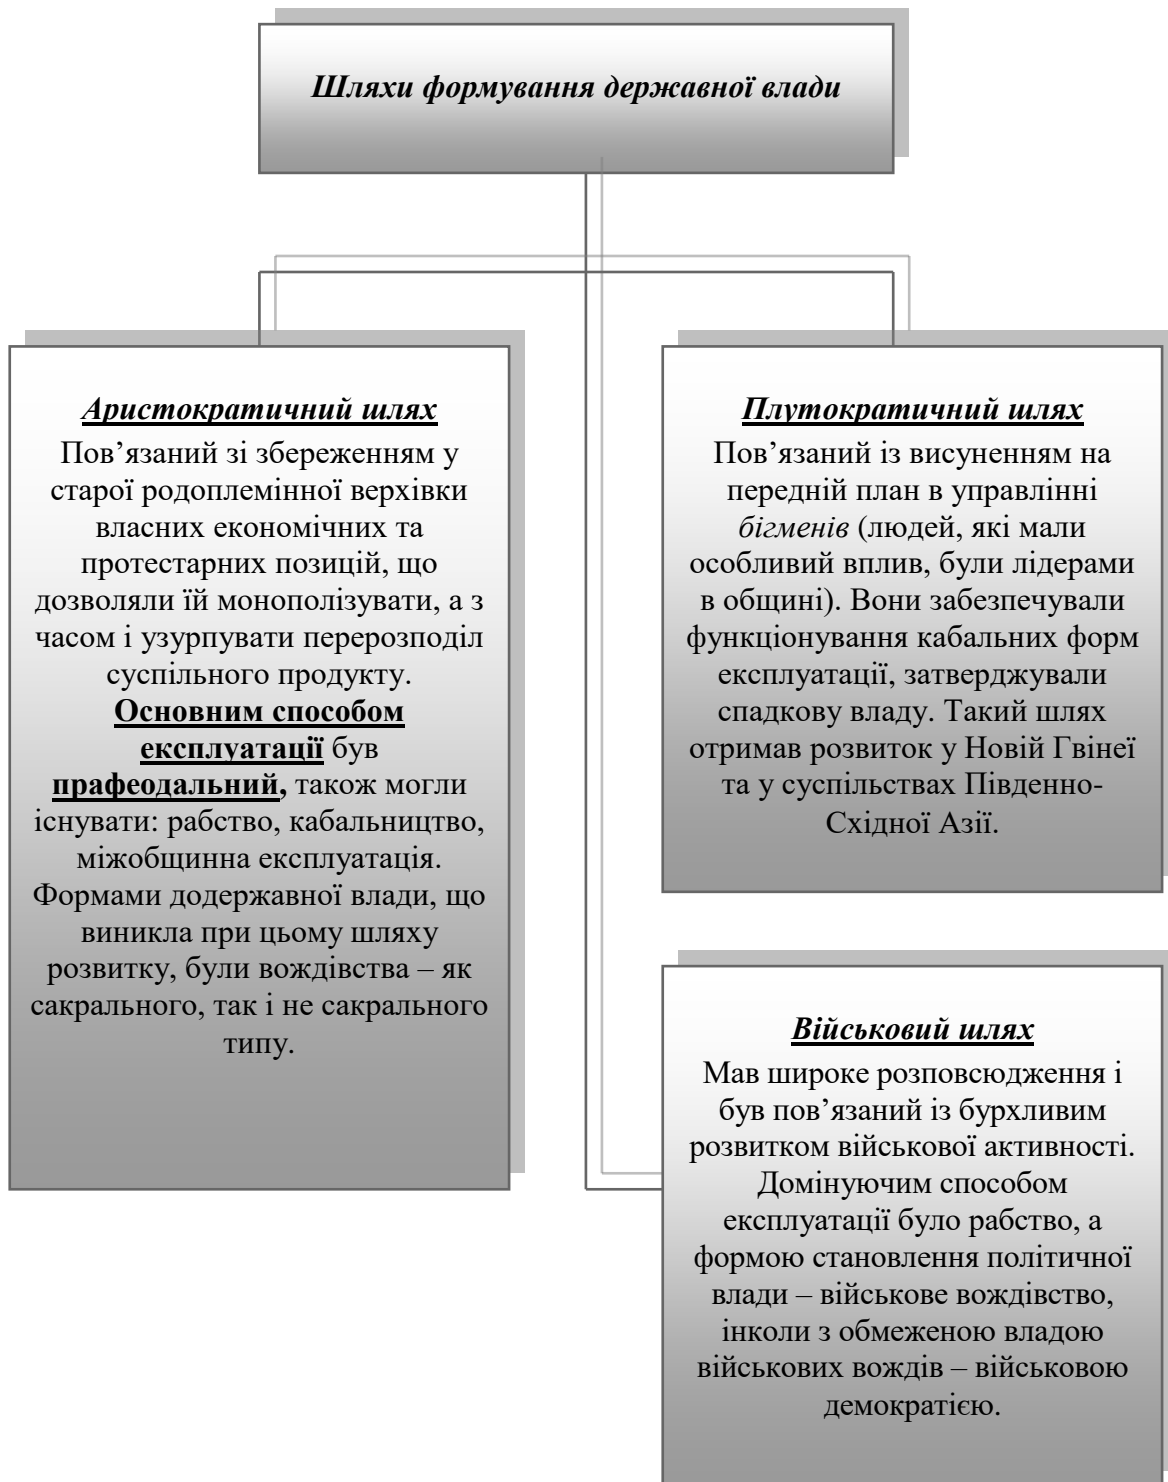 Шляхи формування державної влади
Аристократичний шлях
Пов’язаний зі збереженням у
старої родоплемінної верхівки
власних економічних та
протестарних позицій, що
дозволяли їй монополізувати, а з
часом і узурпувати перерозподіл
суспільного продукту.
Основним способом
експлуатації був
прафеодальний, також могли
існувати: рабство, кабальництво,
міжобщинна експлуатація.
Формами додержавної влади, що
виникла при цьому шляху
розвитку, були вождівства – як
сакрального, так і не сакрального
типу.
Плутократичний шлях
Пов’язаний із висуненням на
передній план в управлінні
бігменів (людей, які мали
особливий вплив, були лідерами
в общині). Вони забезпечували
функціонування кабальних форм
експлуатації, затверджували
спадкову владу. Такий шлях
отримав розвиток у Новій Гвінеї
та у суспільствах Південно-
Східної Азії.
Військовий шлях
Мав широке розповсюдження і
був пов’язаний із бурхливим
розвитком військової активності.
Домінуючим способом
експлуатації було рабство, а
формою становлення політичної
влади – військове вождівство,
інколи з обмеженою владою
військових вождів – військовою
демократією.